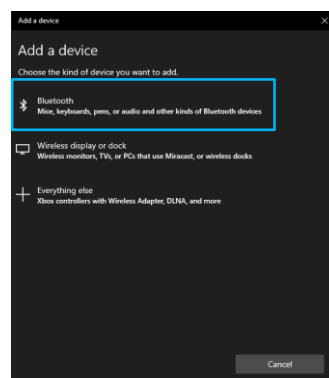 Add a device
Add a device
Choose the kind of device you want to add.
Bluetooth
Mice, keyboards, pens, or audio and other kinds of Bluetooth devices
Wireless display or dock
Wireless monitors, TVs, or PCs that use Miracast, or wireless docks
Everything else
Xbox controllers with Wireless Adapter, DLNA, and more
Cancel